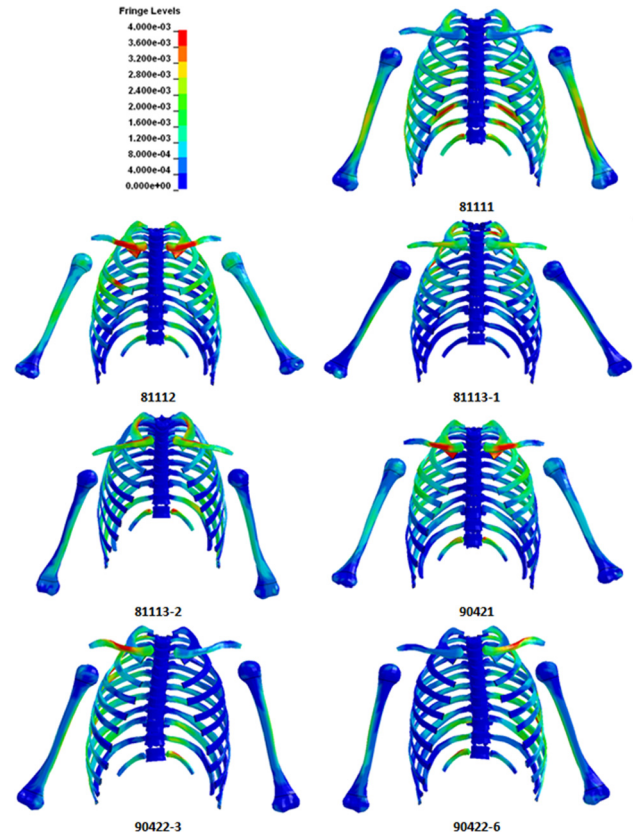 Fringe Levels
4.000e-03
3.600e-03
3.200e-03
2.800e-03
2.400e-03
2.000e-03
1.600e-03
1.200e-03
8.000e-04
4.000e-04
0.000e+00
81111
81112
81113-1
81113-2
90421
90422-3
90422-6